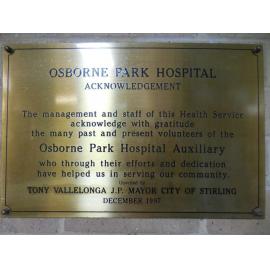 OSBORNE PARK HOSPITAL
ACKNOWLEDGEMENT
The management and staff of this Health Service
acknowledge with gratitude
the many past and present volunteers of the
Osborne Park Hospital Auxiliary
who through their efforts and dedication
have helped us in serving our community.
Unveiled by
TONY VALLELONGA J.P. MAYOR CITY OF STIRLING
DECEMBER 1997